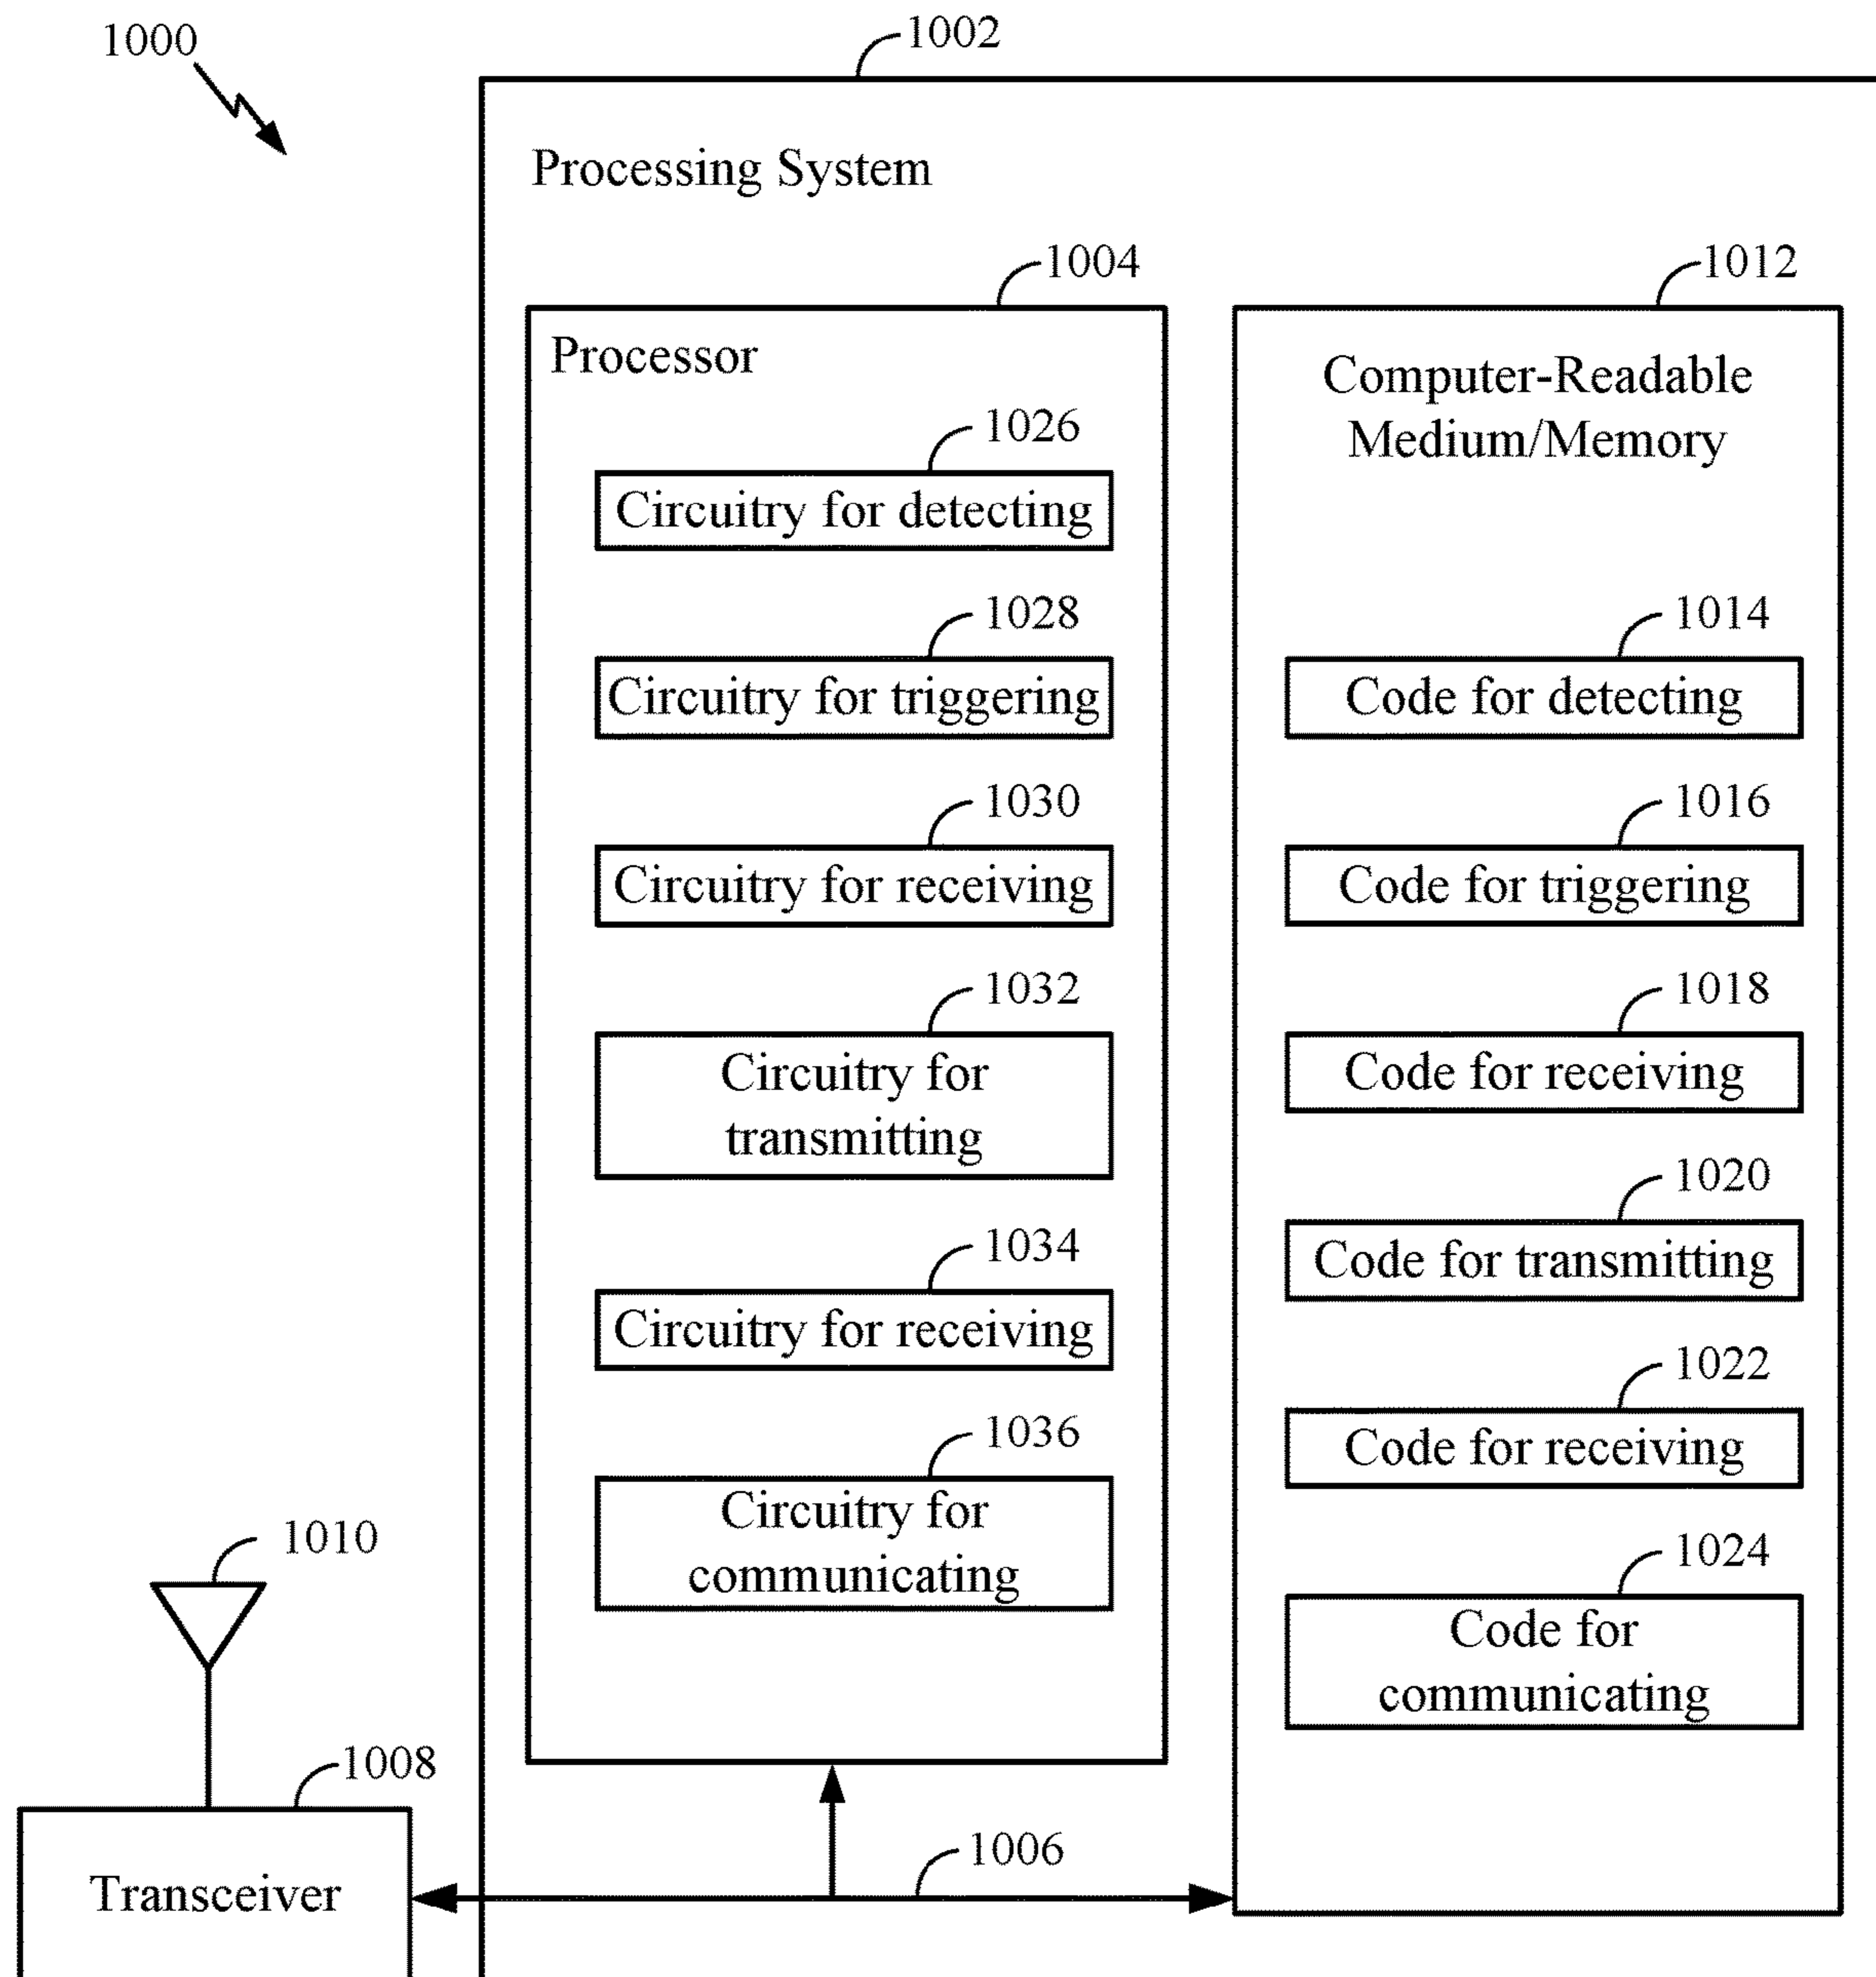 1000
1002
Processing System
1004
Processor
1026
Circuitry for detecting
1028
Circuitry for triggering
1030
Circuitry for receiving
1032
Circuitry for
transmitting
1034
Circuitry for receiving
1036
Circuitry for
communicating
1012
Computer-Readable
Medium/Memory
1014
Code for detecting
1016
Code for triggering
1018
Code for receiving
1020
Code for transmitting
1022
Code for receiving
1024
Code for
communicating
1010
1008
Transceiver
1006